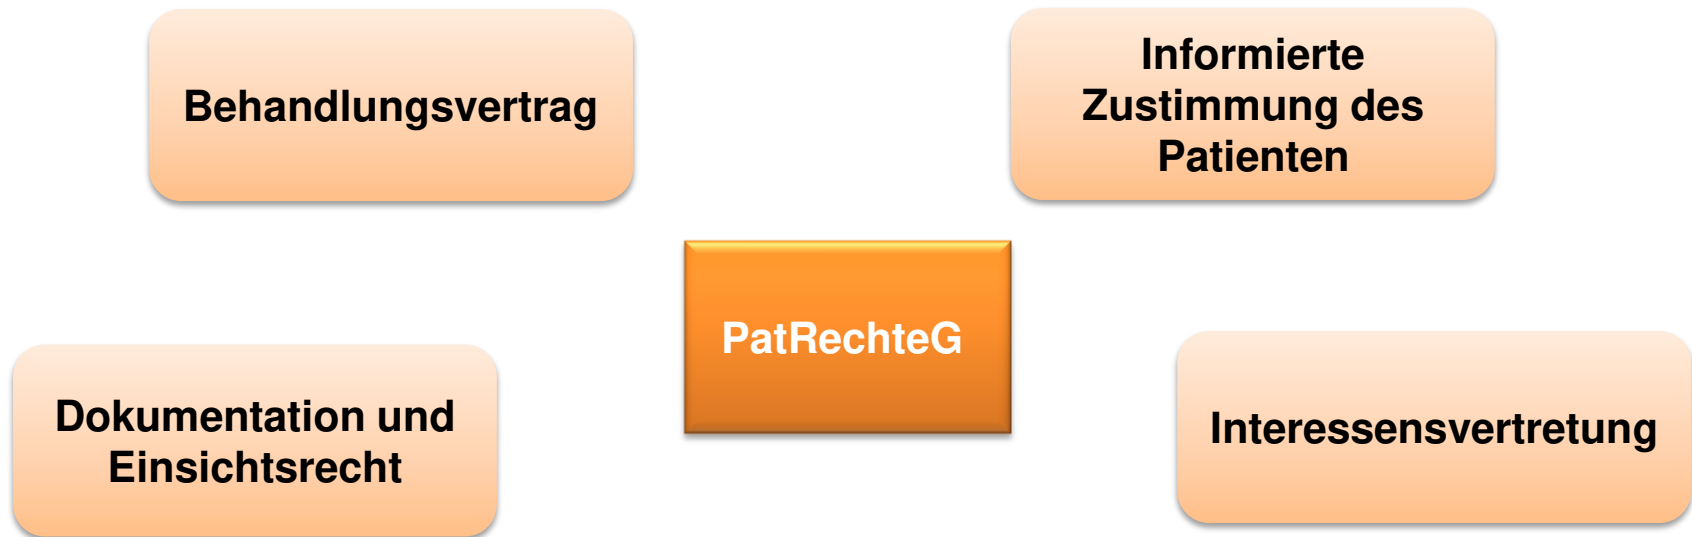 Behandlungsvertrag
Informierte
Zustimmung des
Patienten
PatRechteG
Dokumentation und
Einsichtsrecht
Interessensvertretung